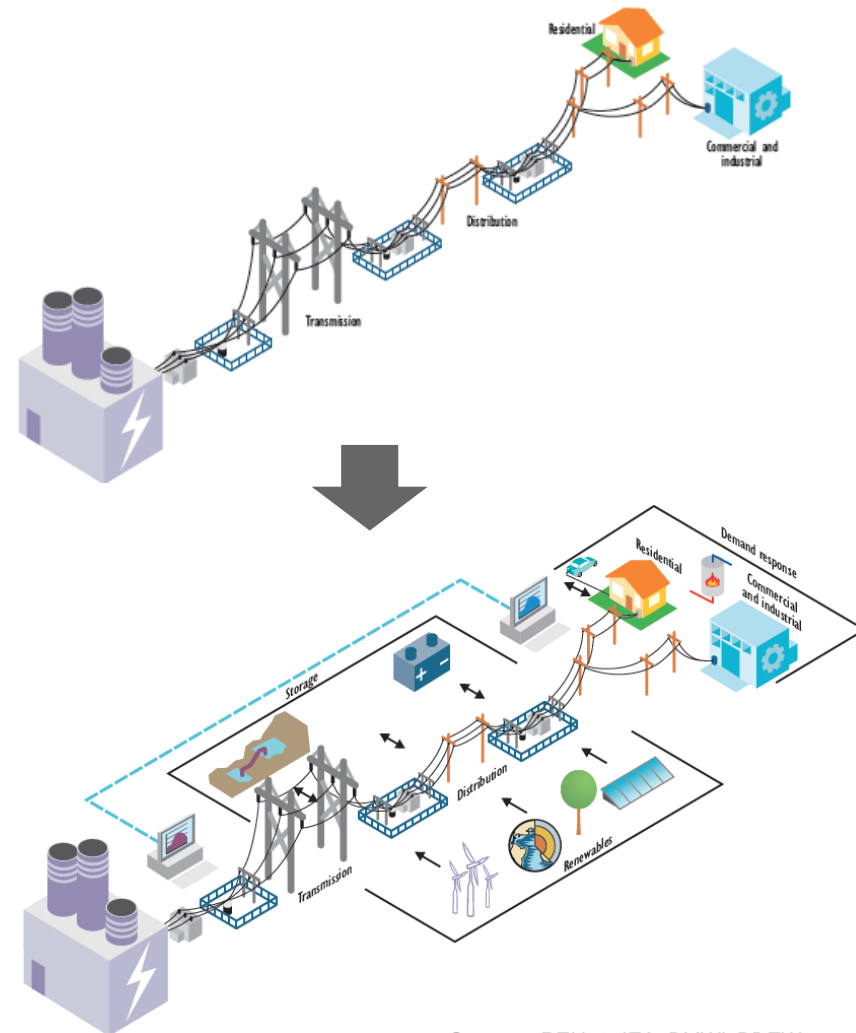 Residential
Commercial and
industrial
Distribution
Transmission
Demand response
Residential
Commercial
and industrial
Storage
Distribution
Renewables
Transmission